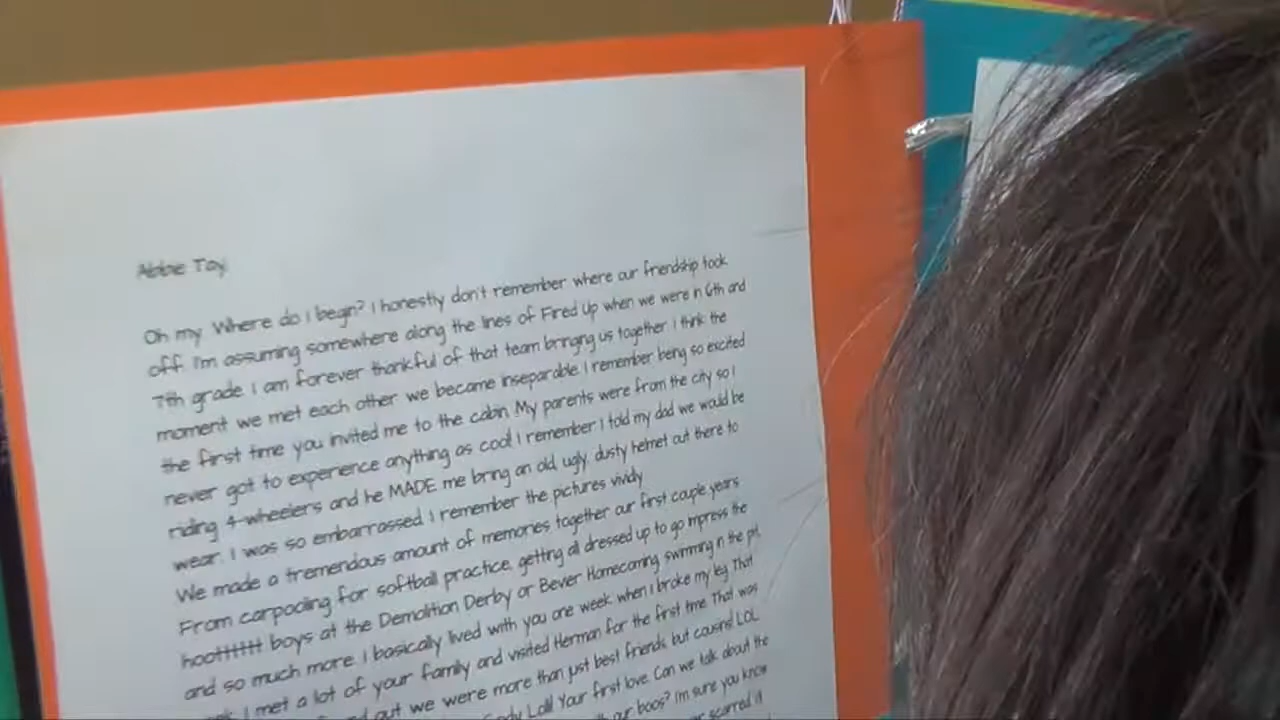 Abbie Tay,
Oh my. Where do I begin? I honestly don't remember where our friendship took
off. I'm assuming somewhere along the lines of Fired Up when we were in 6th and
7th grade. I am forever thankful of that team bringing us together. I think the
moment we met each other we became inseparable. I remember being so excited
the first time you invited me to the cabin. My parents were from the city so I
never got to experience anything as cool. I remember I told my dad we would be
riding 4-wheelers and he MADE me bring an old, ugly, dusty helmet out there to
wear. I was so embarrassed. I remember the pictures vividly.
We made a tremendous amount of memories together our first couple years.
From carpooling for softball practice, getting all dressed up to go impress the
hootttttt boys at the Demolition Derby or Bever Homecoming, swimming in the pit,
and so much more. I basically lived with you one week when I broke my leg. That
I met a lot of your family and visited Herman for the first time. That was
out we were more than just best friends, but cousins! LOL
Lolll Your first love. Can we talk about the
our boos? I'm sure you know
scarred it